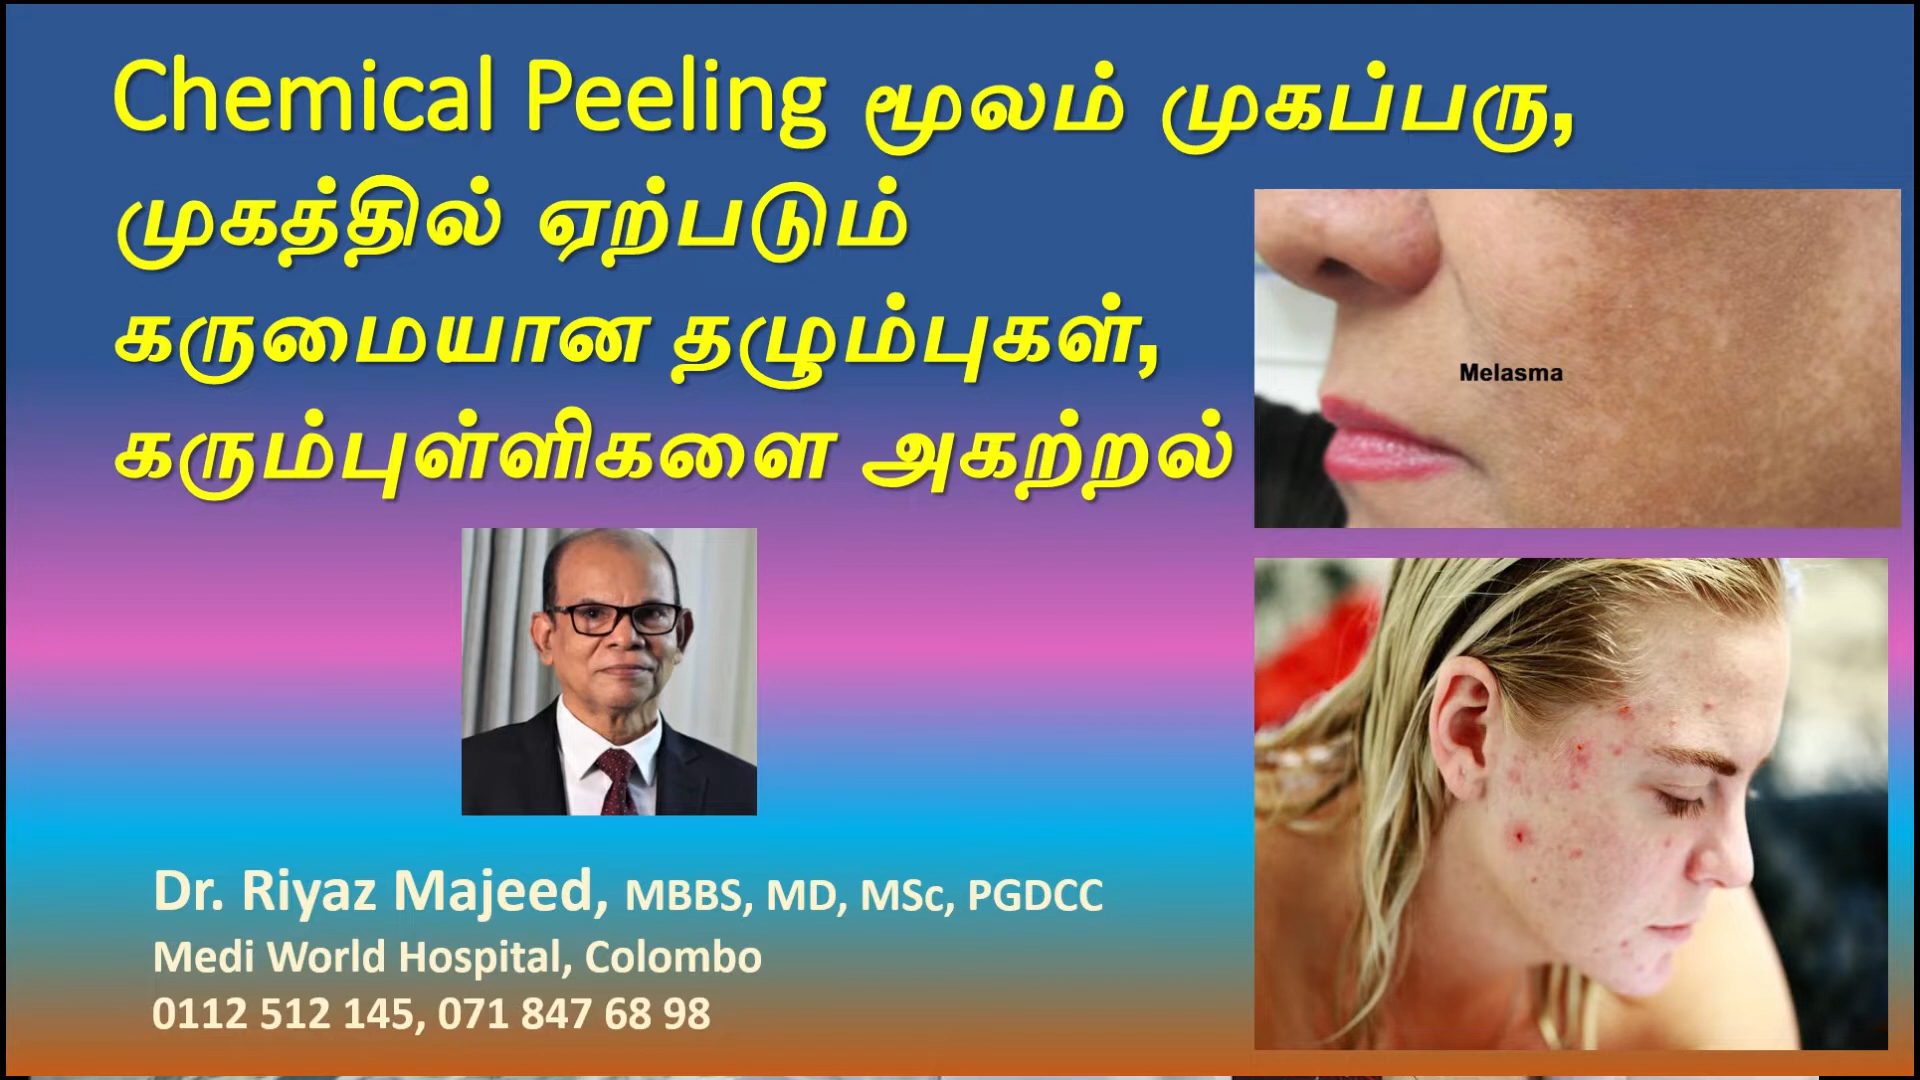 Chemical Peeling மூலம் முகப்பரு,
முகத்தில் ஏற்படும்
கருமையான தழும்புகள்,
கரும்புள்ளிகளை அகற்றல்
Melasma
Dr. Riyaz Majeed, MBBS, MD, MSc, PGDCC
Medi World Hospital, Colombo
0112 512 145, 071 847 68 98